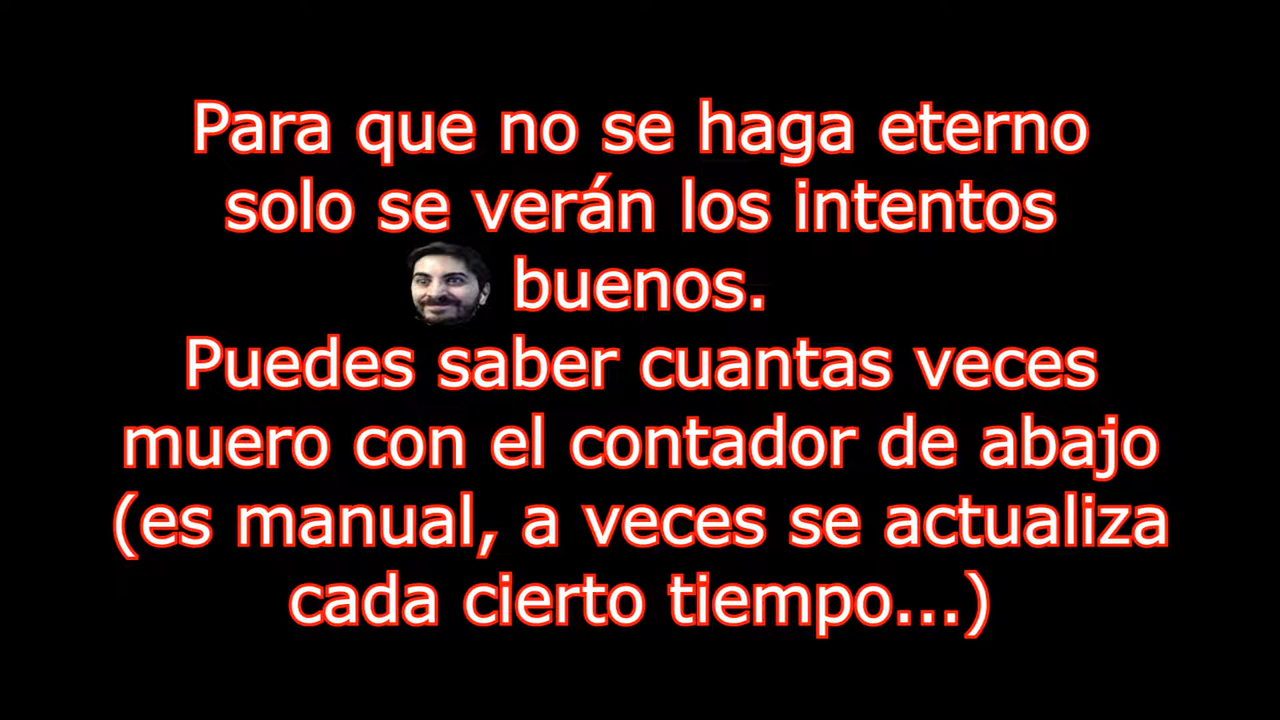 Para que no se haga eterno
solo se verán los intentos
buenos.
Puedes saber cuantas veces
muero con el contador de abajo
(es manual, a veces se actualiza
cada cierto tiempo...)